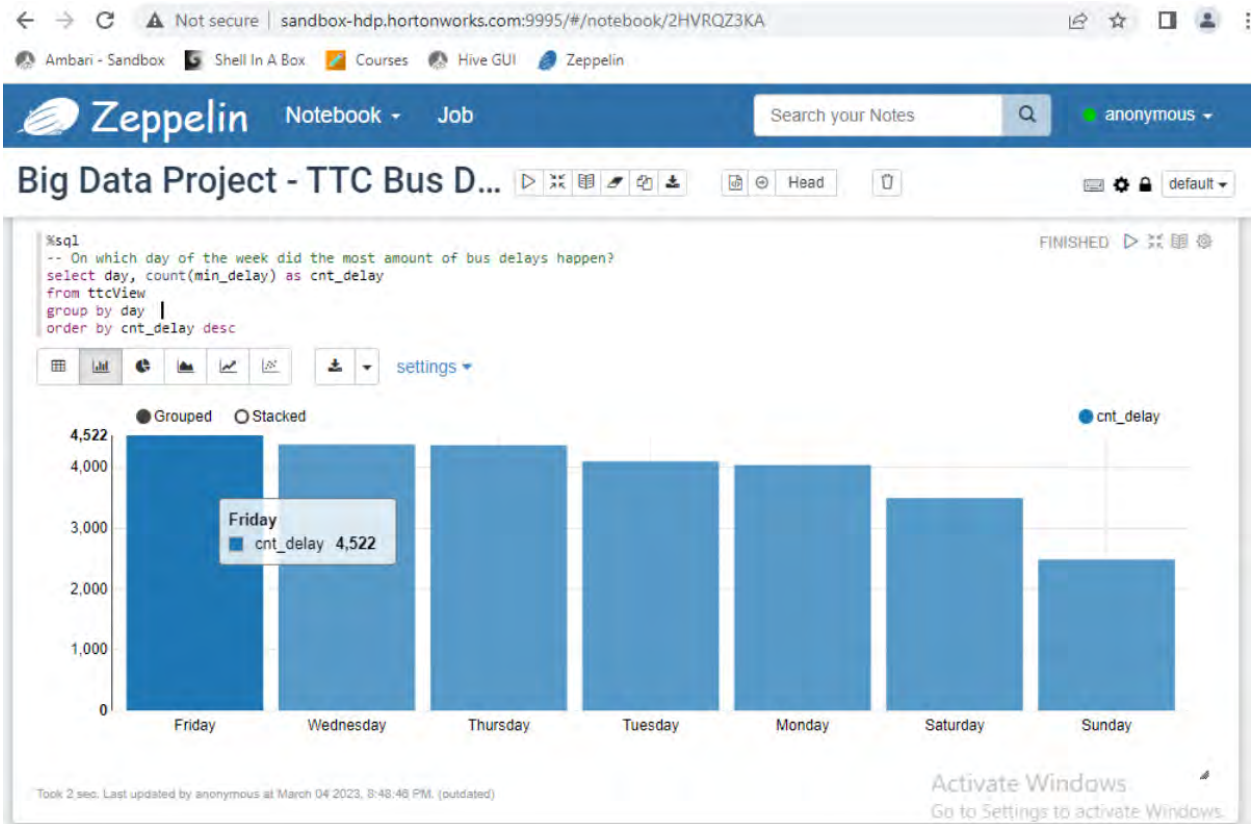 Not secure | sandbox-hdp.hortonworks.com:9995/#/notebook/2HVRQZ3KA
Ambari - Sandbox Shell In A Box Courses Hive GUI Zeppelin
Zeppelin Notebook Job Search your Notes anonymous
Big Data Project - TTC Bus D... Head default
%sql FINISHED
-- On which day of the week did the most amount of bus delays happen?
select day, count(min_delay) as cnt_delay
from ttcView
group by day
order by cnt_delay desc
settings
Grouped Stacked cnt_delay
4,522
4,000
3,000
2,000
1,000
0
Friday
cnt_delay 4,522
Friday Wednesday Thursday Tuesday Monday Saturday Sunday
Took 2 sec. Last updated by anonymous at March 04 2023, 8:48:46 PM. (outdated)
Activate Windows
Go to Settings to activate Windows.